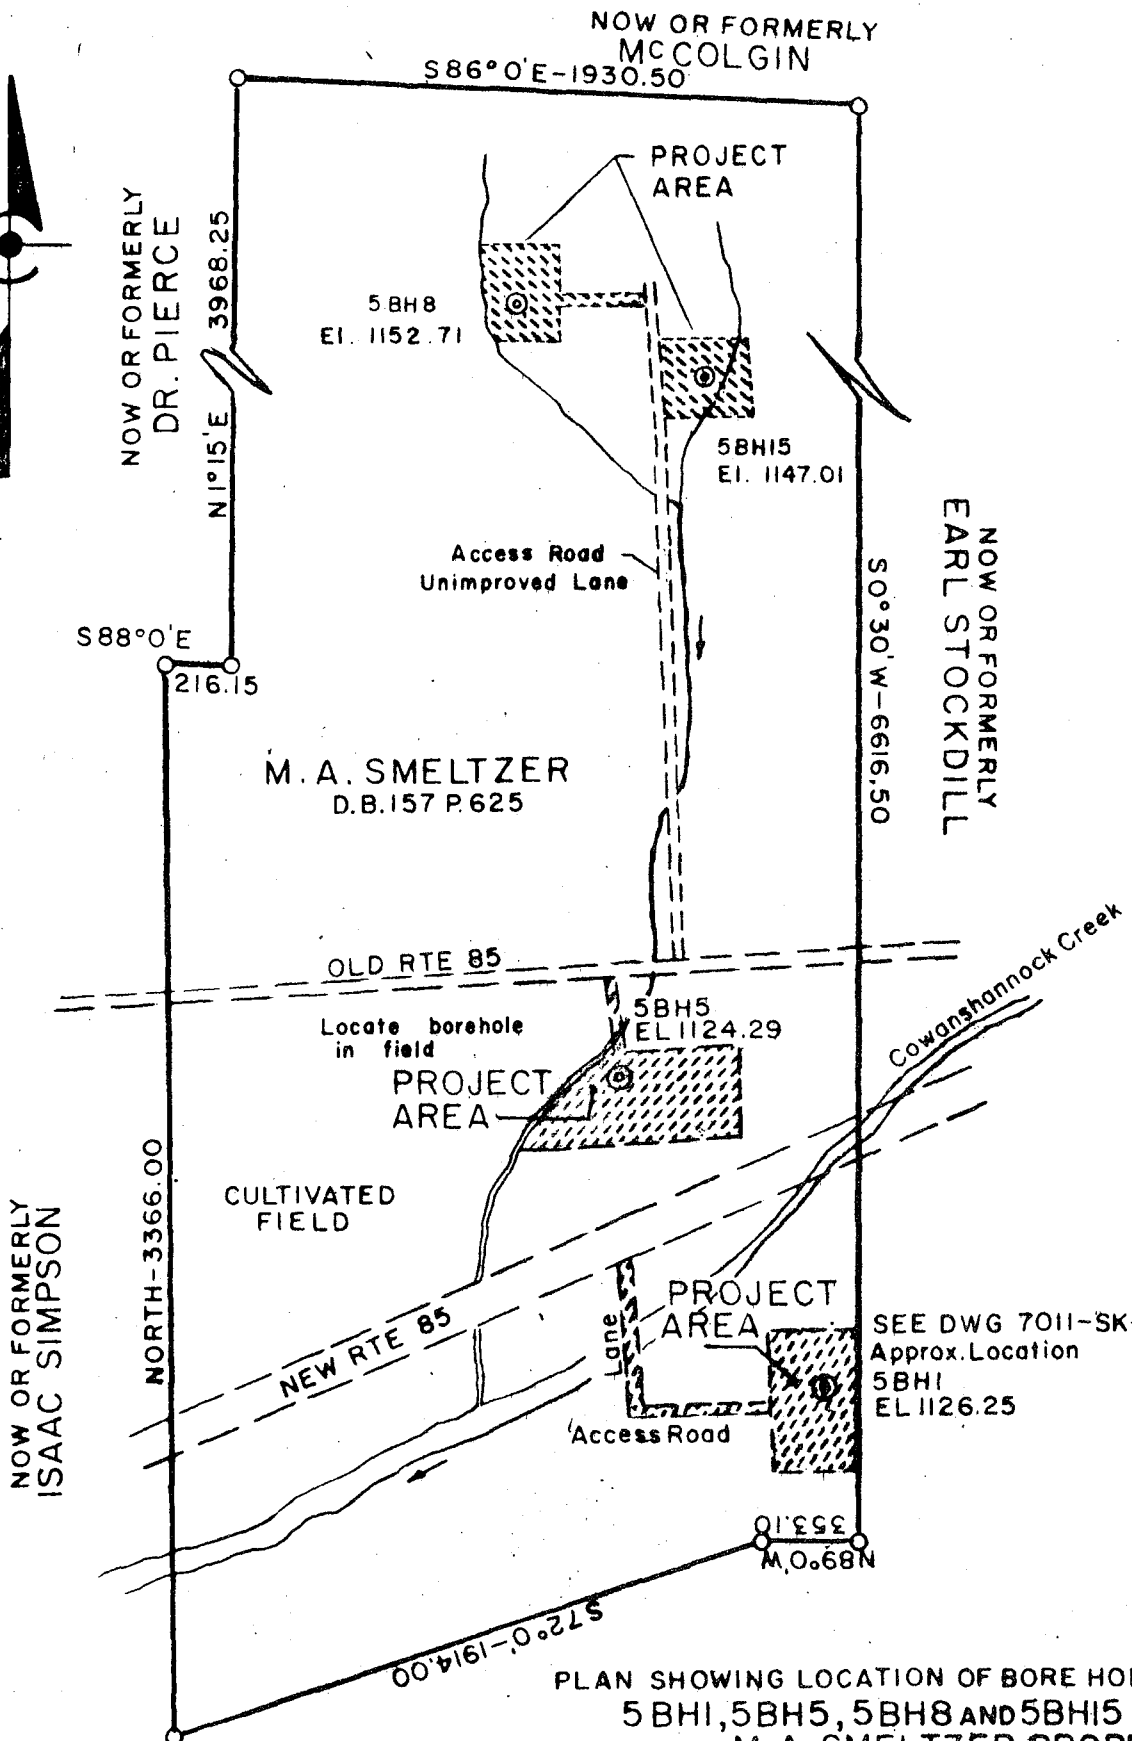 NOW OR FORMERLY
McCOLGIN
S86°0'E-1930.50
PROJECT
AREA
NOW OR FORMERLY
DR. PIERCE
3968.25
N1°15'E
5BH8
El. 1152.71
5BH15
El. 1147.01
Access Road
Unimproved Lane
NOW OR FORMERLY
EARL STOCKDILL
S0°30'W-6616.50
S88°0'E
216.15
M.A. SMELTZER
D.B.157 P.625
OLD RTE 85
Cowanshannock Creek
Locate borehole
in field
5BH5
EL 1124.29
PROJECT
AREA
NORTH-3366.00
CULTIVATED
FIELD
NOW OR FORMERLY
ISAAC SIMPSON
NEW RTE 85
Lane
PROJECT
AREA
SEE DWG 7011-SK-
Approx. Location
5BH1
EL 1126.25
Access Road
353.10
N89°0'W
S72°0'-1914.00
PLAN SHOWING LOCATION OF BORE HO
5BH1, 5BH5, 5BH8 AND 5BH15
M.A. SMELTZER PROP